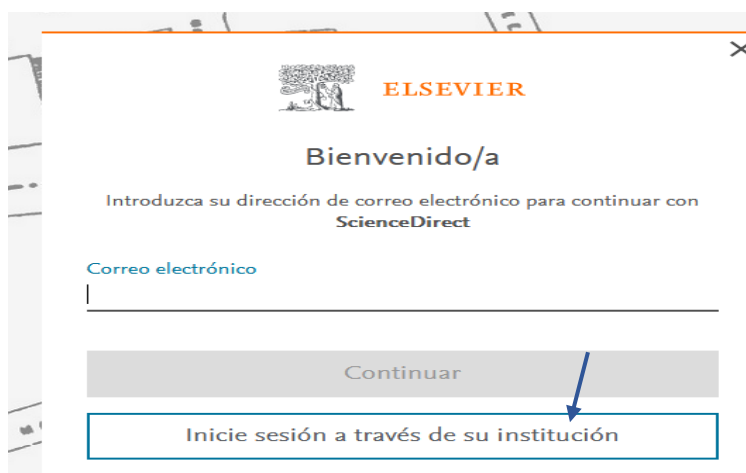 ELSEVIER
Bienvenido/a
Introduzca su dirección de correo electrónico para continuar con
ScienceDirect
Correo electrónico
Continuar
Inicie sesión a través de su institución